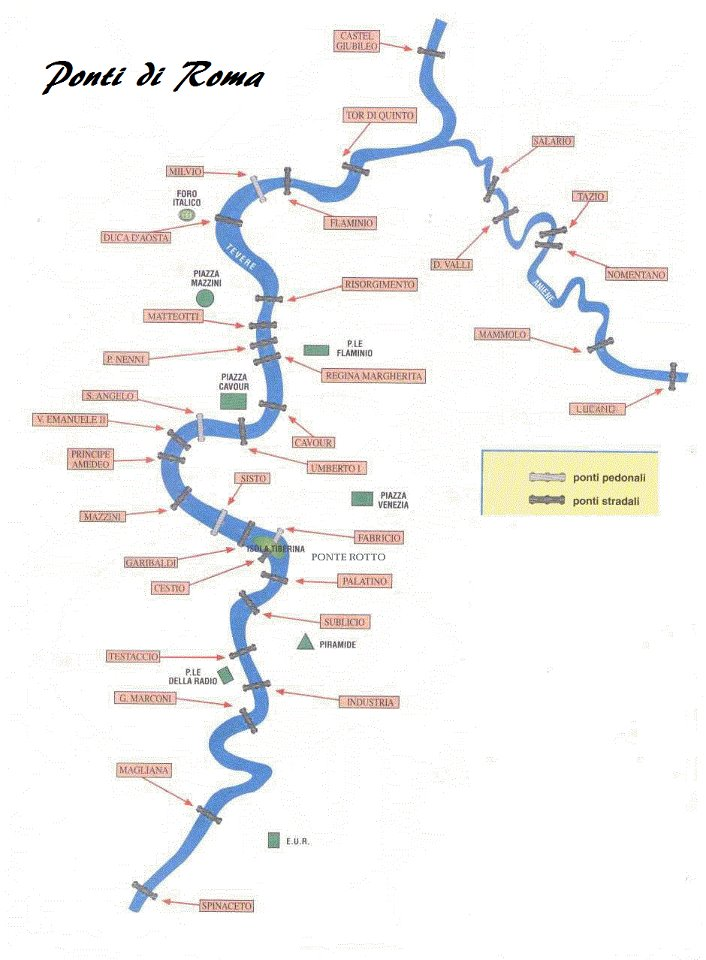 Ponti di Roma
CASTEL
GIUBILEO
TOR DI QUINTO
SALARIO
MILVIO
FORO
ITALICO
TAZIO
FLAMINIO
DUCA D'AOSTA
TEVERE
D. VALLI
NOMENTANO
PIAZZA
MAZZINI
RISORGIMENTO
ANIENE
MATTEOTTI
MAMMOLO
P.LE
FLAMINIO
P. NENNI
REGINA MARGHERITA
PIAZZA
CAVOUR
S. ANGELO
LUCANO
V. EMANUELE II
CAVOUR
PRINCIPE
AMEDEO
UMBERTO I
SISTO
ponti pedonali
ponti stradali
PIAZZA
VENEZIA
MAZZINI
FABRICIO
ISOLA TIBERINA
PONTE ROTTO
GARIBALDI
CESTIO
PALATINO
SUBLICIO
PIRAMIDE
TESTACCIO
P.LE
DELLA RADIO
G. MARCONI
INDUSTRIA
MAGLIANA
E.U.R.
SPINACETO